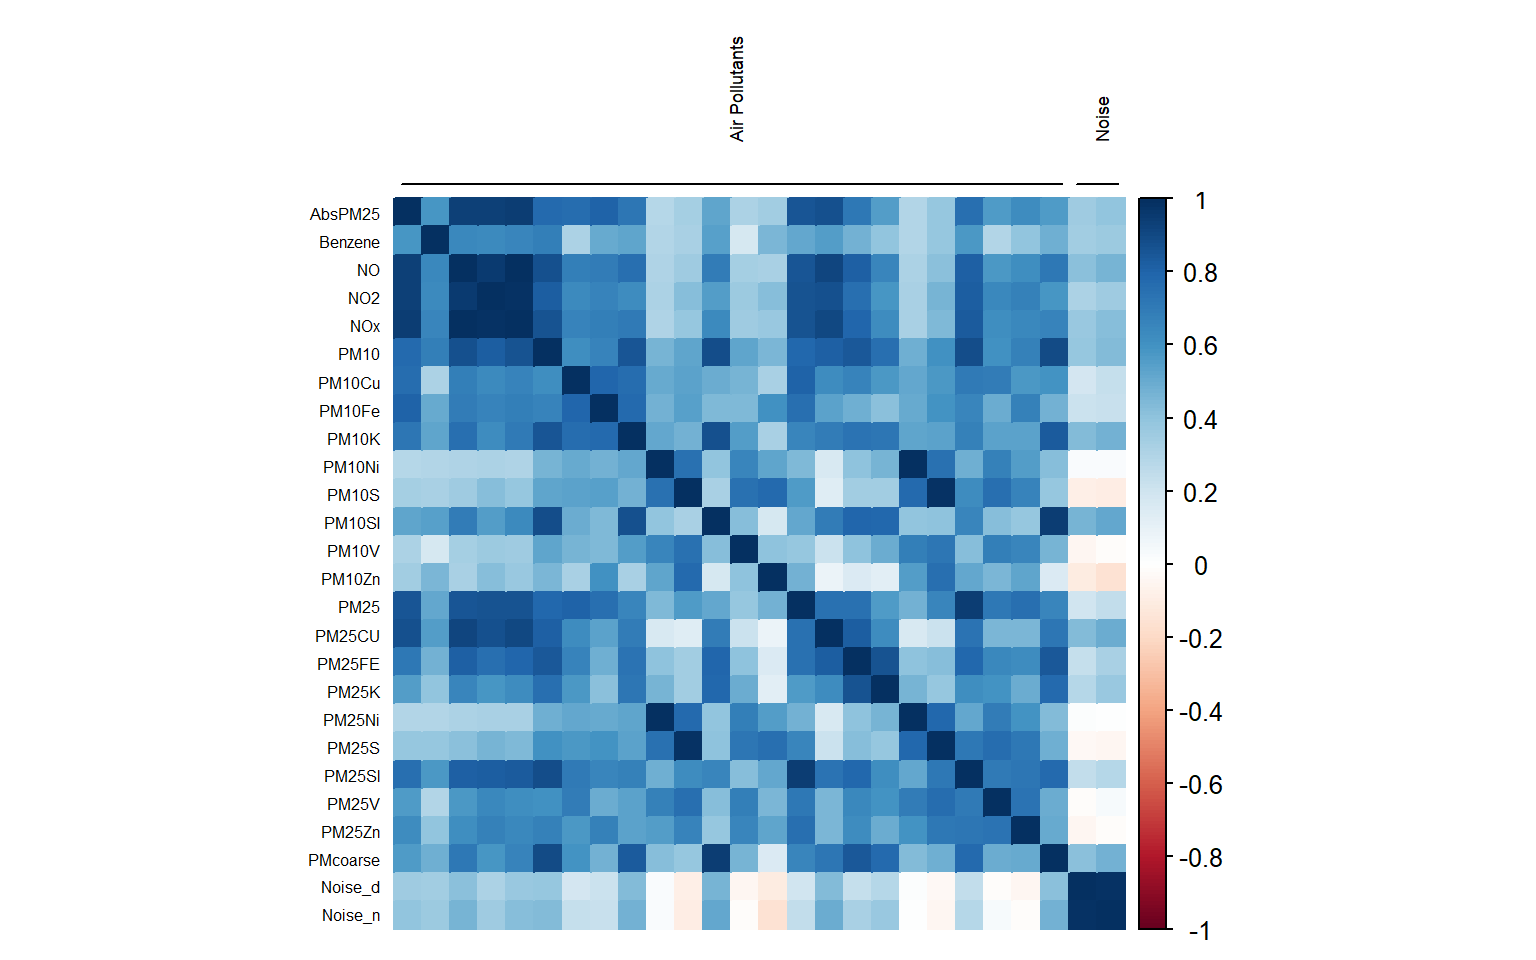 Air Pollutants
Noise
AbsPM25
Benzene
NO
NO2
NOx
PM10
PM10Cu
PM10Fe
PM10K
PM10Ni
PM10S
PM10SI
PM10V
PM10Zn
PM25
PM25CU
PM25FE
PM25K
PM25Ni
PM25S
PM25SI
PM25V
PM25Zn
PMcoarse
Noise_d
Noise_n
1
0.8
0.6
0.4
0.2
0
-0.2
-0.4
-0.6
-0.8
-1